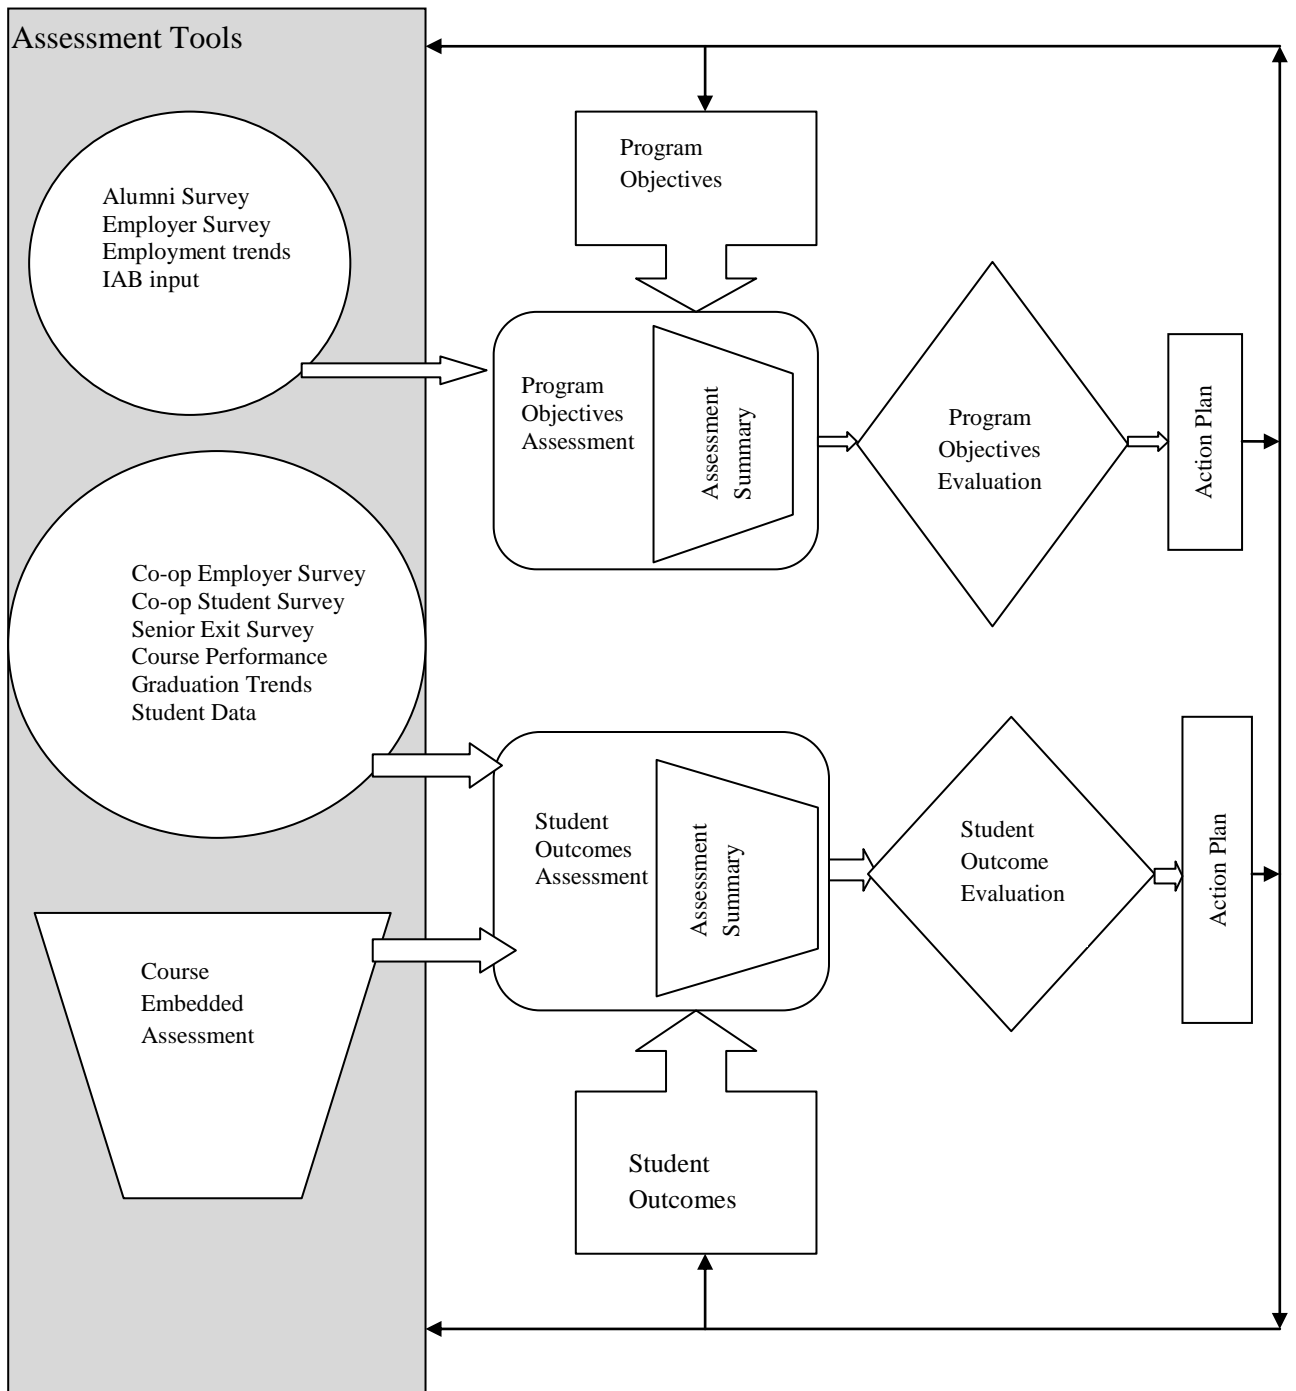 Assessment Tools
Alumni Survey
Employer Survey
Employment trends
IAB input
Program
Objectives
Program
Objectives
Assessment
Assessment
Summary
Program
Objectives
Evaluation
Action Plan
Co-op Employer Survey
Co-op Student Survey
Senior Exit Survey
Course Performance
Graduation Trends
Student Data
Student
Outcomes
Assessment
Assessment
Summary
Student
Outcome
Evaluation
Action Plan
Course
Embedded
Assessment
Student
Outcomes